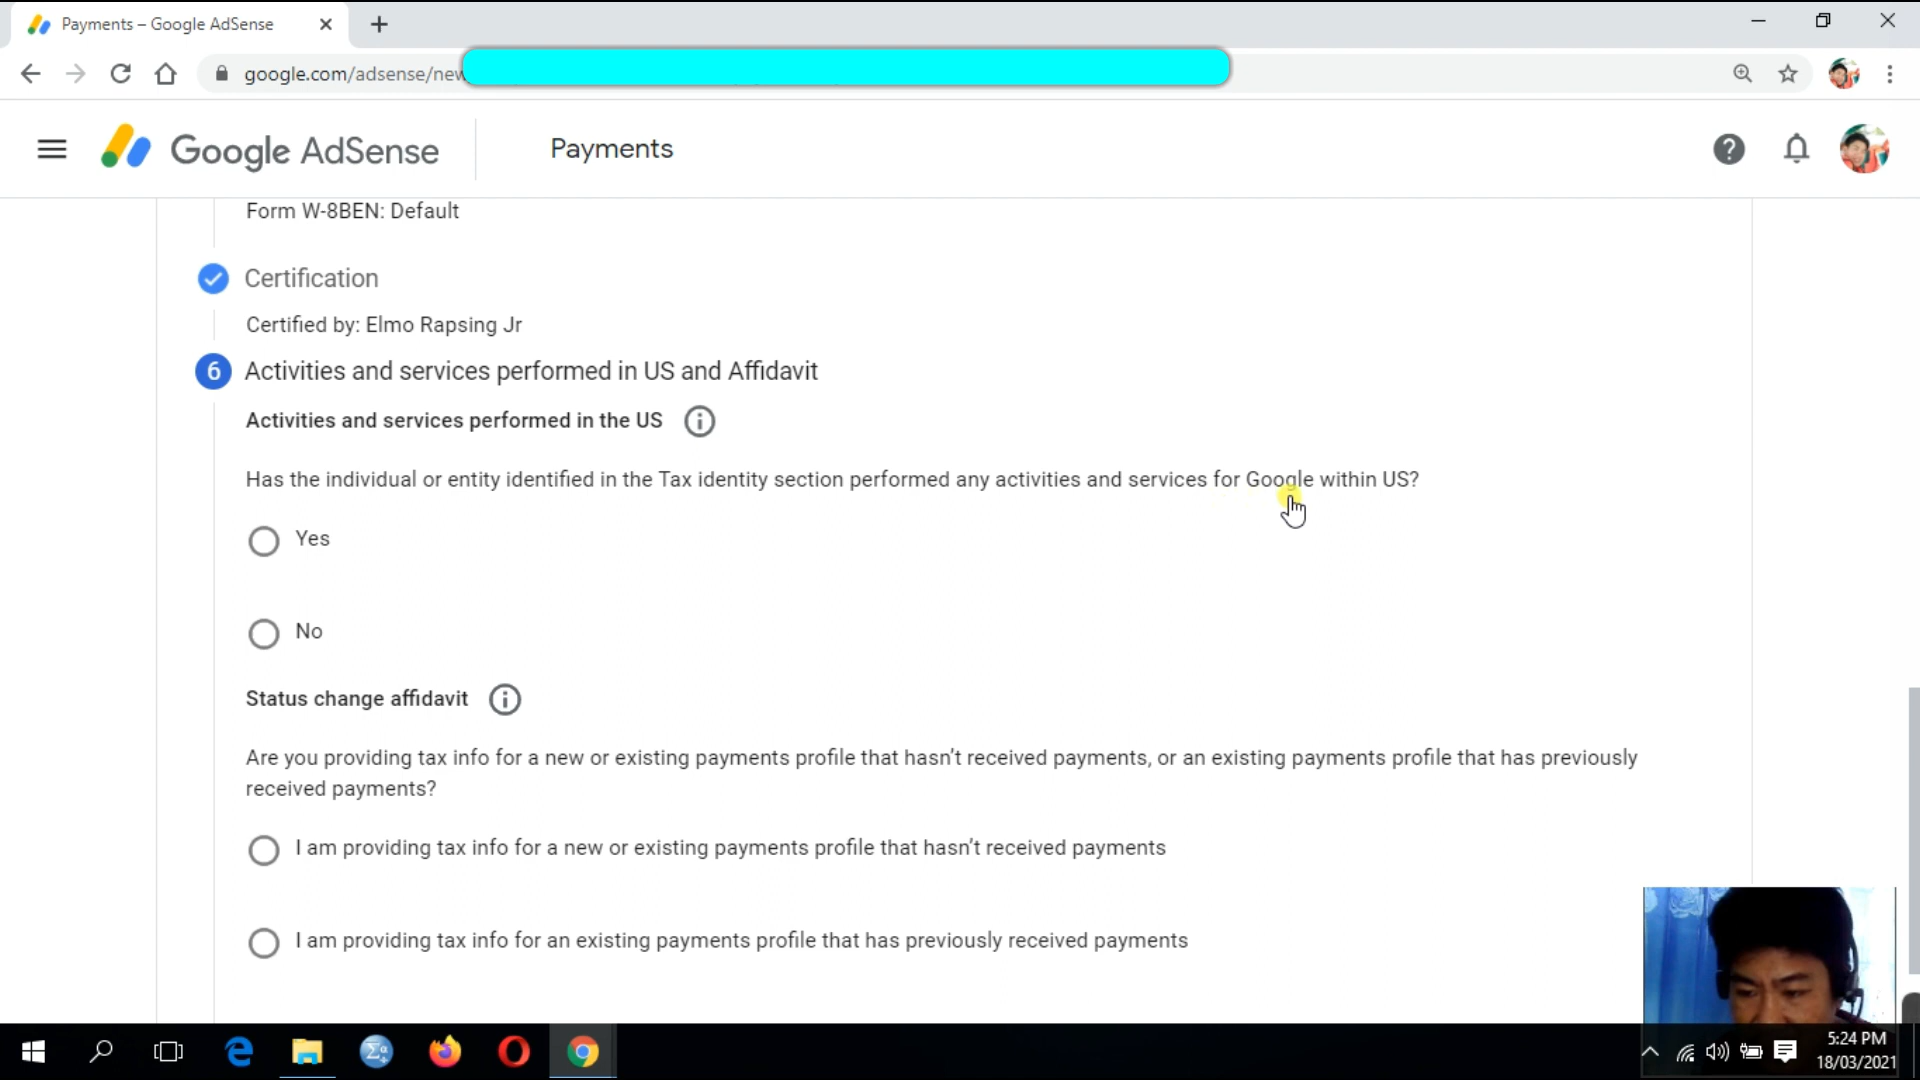 Payments – Google AdSense
google.com/adsense/new
Google AdSense
Payments
Form W-8BEN: Default
Certification
Certified by: Elmo Rapsing Jr
6 Activities and services performed in US and Affidavit
Activities and services performed in the US
Has the individual or entity identified in the Tax identity section performed any activities and services for Google within US?
Yes
No
Status change affidavit
Are you providing tax info for a new or existing payments profile that hasn’t received payments, or an existing payments profile that has previously
received payments?
I am providing tax info for a new or existing payments profile that hasn’t received payments
I am providing tax info for an existing payments profile that has previously received payments
5:24 PM
18/03/2021